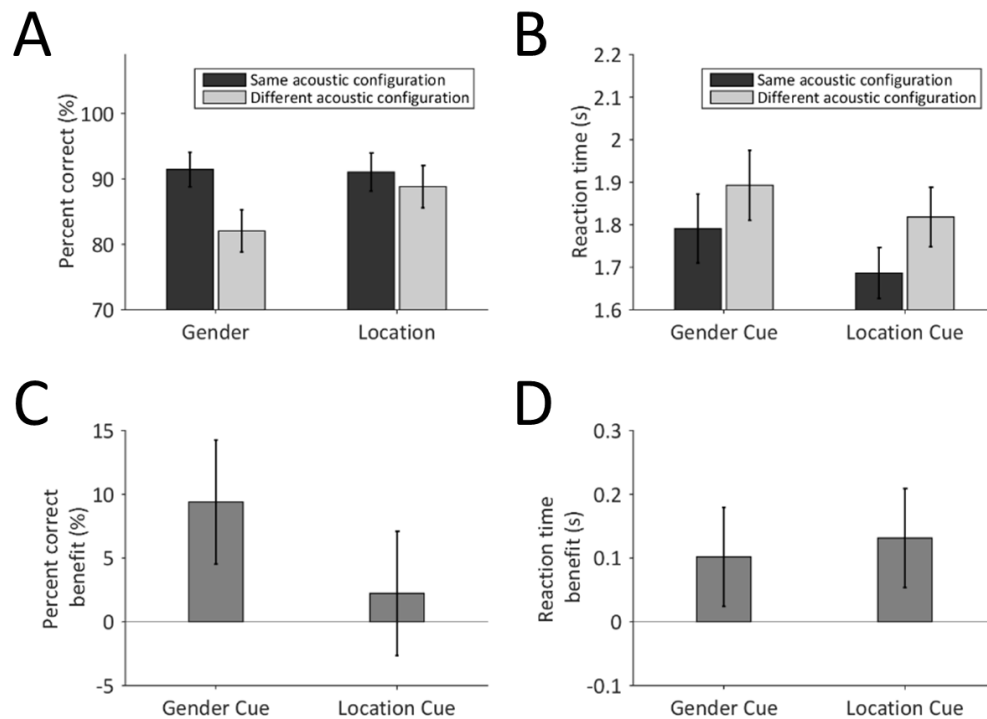 A
Percent correct (%)
100
90
80
70
Same acoustic configuration
Different acoustic configuration
Gender
Location
B
Reaction time (s)
2.2
2.1
2
1.9
1.8
1.7
1.6
Same acoustic configuration
Different acoustic configuration
Gender Cue
Location Cue
C
Percent correct
benefit (%)
15
10
5
0
-5
Gender Cue
Location Cue
D
Reaction time
benefit (s)
0.3
0.2
0.1
0
-0.1
Gender Cue
Location Cue